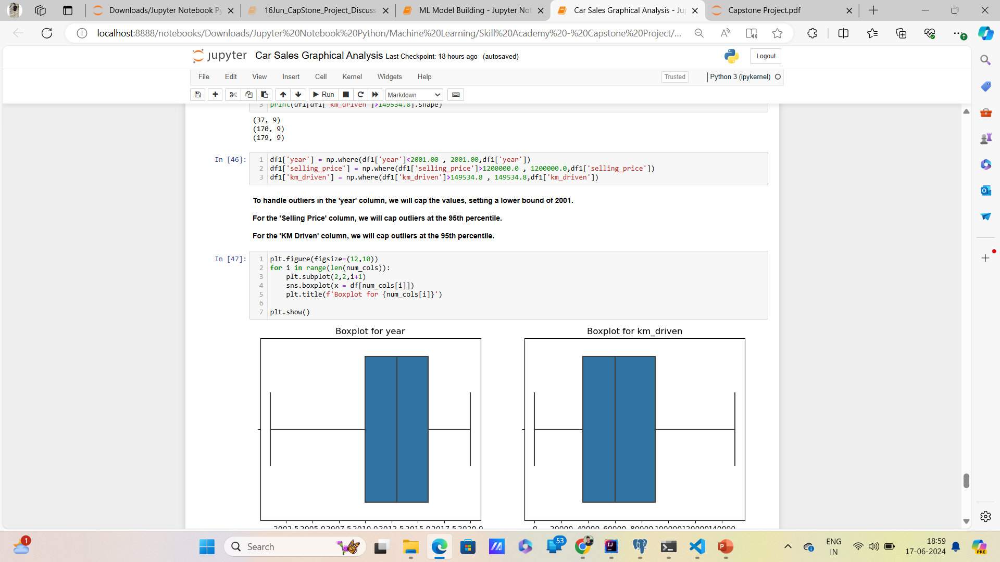 Downloads/Jupyter Notebook Py
16Jun_CapStone_Project_Discuss
ML Model Building - Jupyter Not
Car Sales Graphical Analysis - Jup
Capstone Project.pdf
localhost:8888/notebooks/Downloads/Jupyter%20Notebook%20Python/Machine%20Learning/Skill%20Academy%20-%20Capstone%20Project/...
jupyter Car Sales Graphical Analysis Last Checkpoint: 18 hours ago (autosaved)
Logout
File Edit View Insert Cell Kernel Widgets Help
Trusted
Python 3 (ipykernel)
Run
Markdown
3 print(df1[df1['km_driven']>149534.8].shape)
(37, 9)
(170, 9)
(179, 9)
In [46]:
1 df1['year'] = np.where(df1['year']<2001.00 , 2001.00,df1['year'])
2 df1['selling_price'] = np.where(df1['selling_price']>1200000.0 , 1200000.0,df1['selling_price'])
3 df1['km_driven'] = np.where(df1['km_driven']>149534.8 , 149534.8,df1['km_driven'])
To handle outliers in the 'year' column, we will cap the values, setting a lower bound of 2001.
For the 'Selling Price' column, we will cap outliers at the 95th percentile.
For the 'KM Driven' column, we will cap outliers at the 95th percentile.
In [47]:
1 plt.figure(figsize=(12,10))
2 for i in range(len(num_cols)):
3     plt.subplot(2,2,i+1)
4     sns.boxplot(x = df[num_cols[i]])
5     plt.title(f'Boxplot for {num_cols[i]}')
6
7 plt.show()
Boxplot for year
Boxplot for km_driven
2002.5 2005.0 2007.5 2010.0 2012.5 2015.0 2017.5 2020.0
0 20000 40000 60000 80000 100000 120000 140000
1
Search
53
PRE
ENG
IN
18:59
17-06-2024